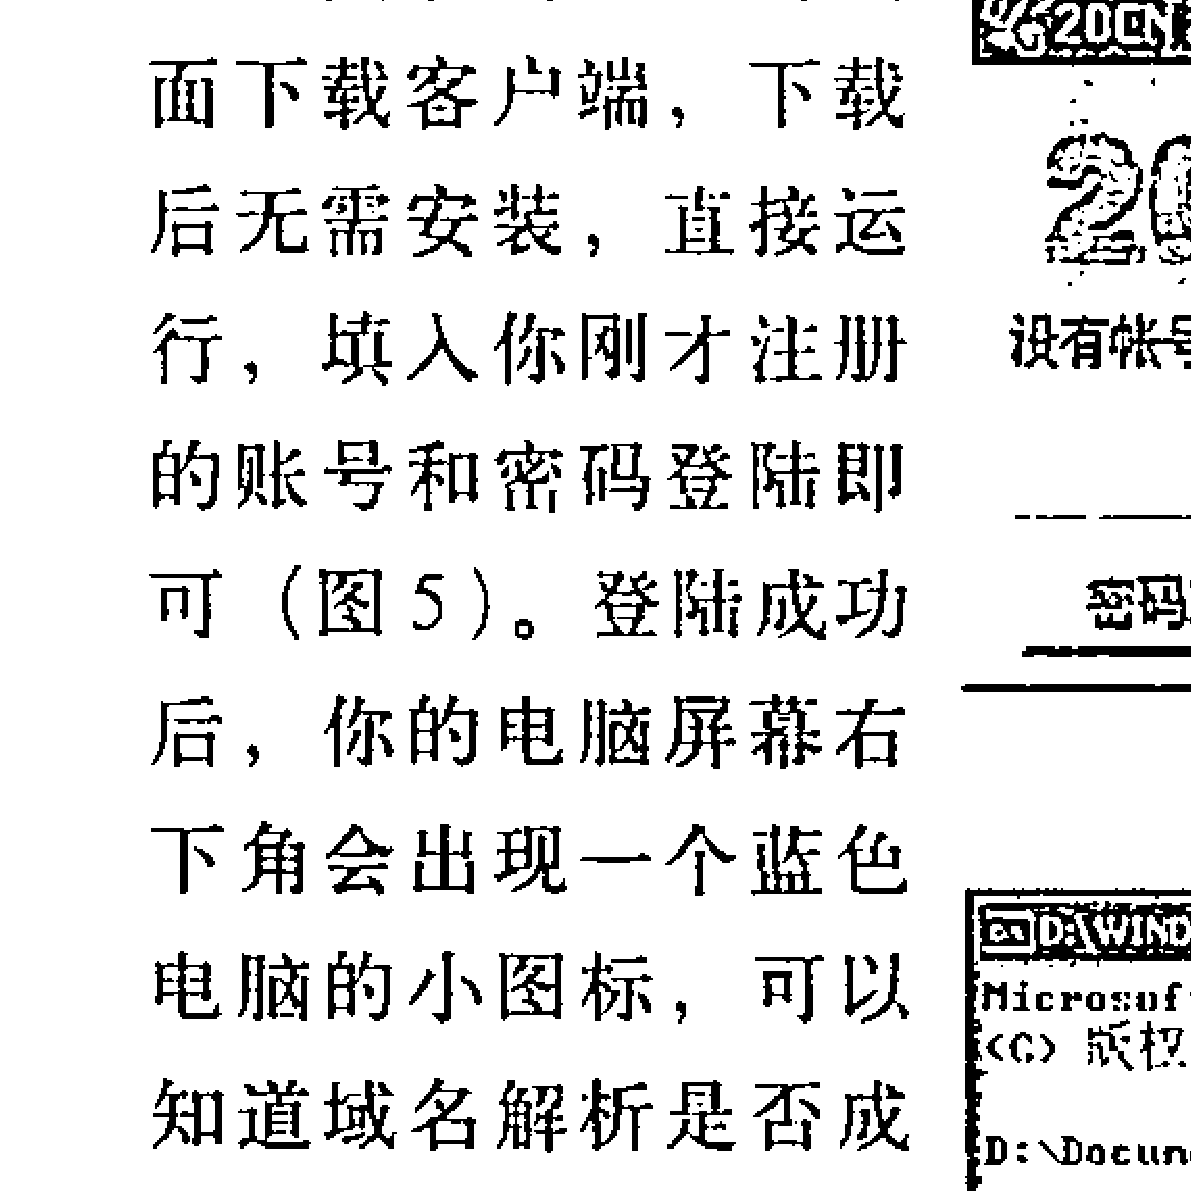 面下载客户端，下载
后无需安装，直接运
行，填入你刚才注册
的账号和密码登陆即
可（图5）。登陆成功
后，你的电脑屏幕右
下角会出现一个蓝色
电脑的小图标，可以
知道域名解析是否成
20CN
20
没有帐号
密码
D:\WIND
Microsof
(C) 版权
D:\Docum